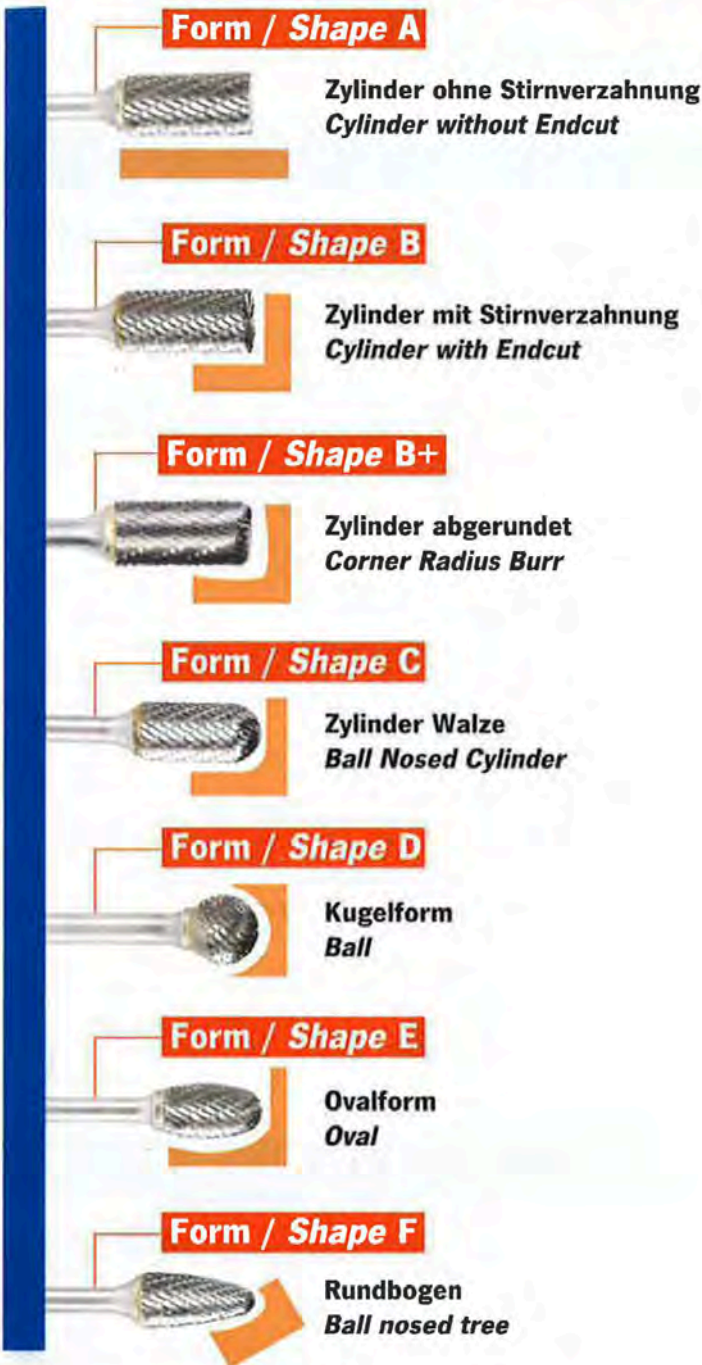 Form / Shape A
Zylinder ohne Stirnverzahnung
Cylinder without Endcut
Form / Shape B
Zylinder mit Stirnverzahnung
Cylinder with Endcut
Form / Shape B+
Zylinder abgerundet
Corner Radius Burr
Form / Shape C
Zylinder Walze
Ball Nosed Cylinder
Form / Shape D
Kugelform
Ball
Form / Shape E
Ovalform
Oval
Form / Shape F
Rundbogen
Ball nosed tree